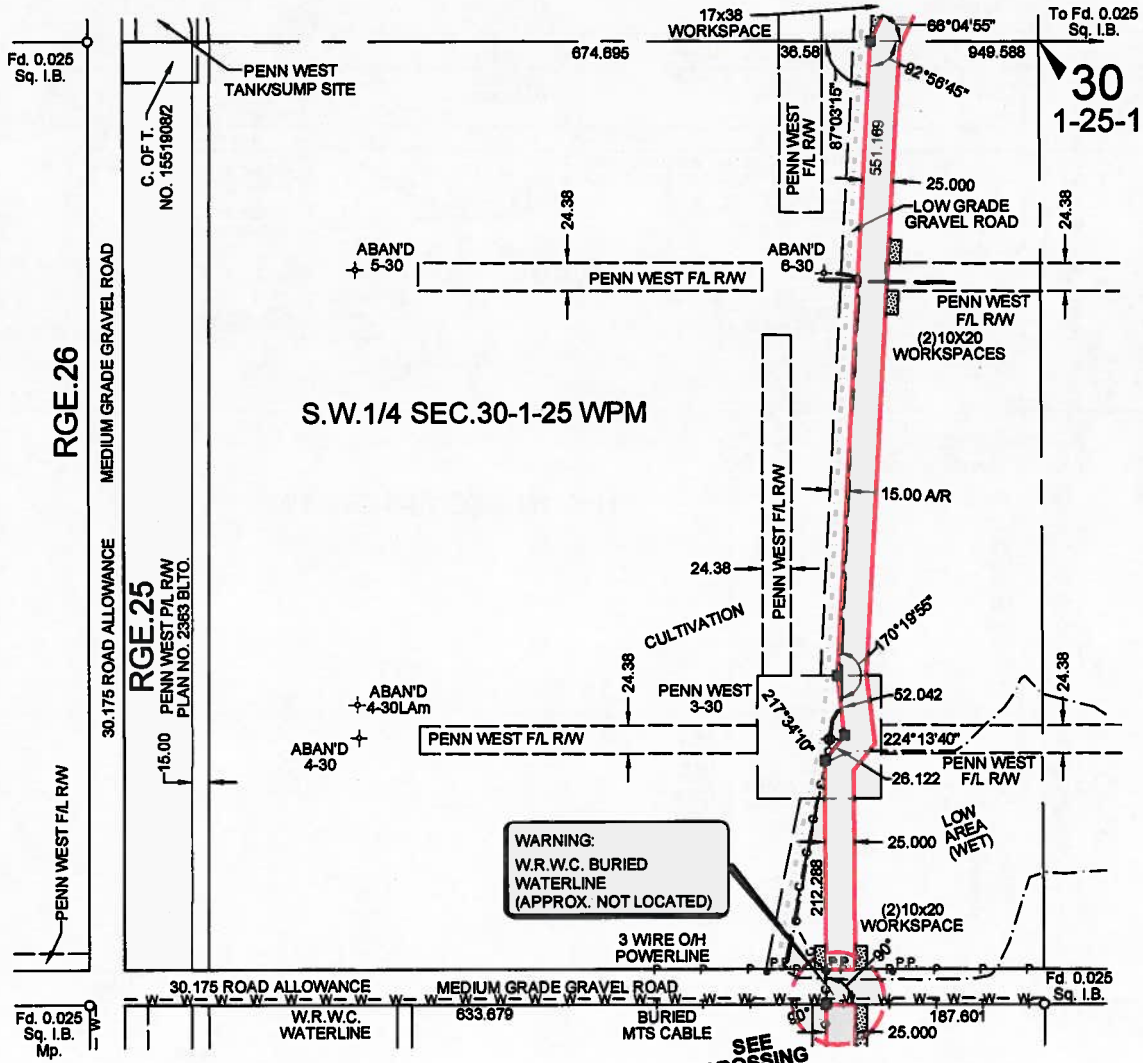 17x38
WORKSPACE
66°04'55"
To Fd. 0.025
Sq. I.B.
Fd. 0.025
Sq. I.B.
674.695
36.58
949.588
PENN WEST
TANK/SUMP SITE
92°56'45"
30
1-25-1
C. OF T.
NO. 1551908/2
PENN WEST
F/L R/W
87°03'15"
551.169
25.000
LOW GRADE
GRAVEL ROAD
24.38
24.38
ABAN'D
5-30
ABAN'D
6-30
PENN WEST F/L R/W
PENN WEST
F/L R/W
(2)10X20
WORKSPACES
RGE.26
MEDIUM GRADE GRAVEL ROAD
S.W.1/4 SEC.30-1-25 WPM
PENN WEST F/L R/W
15.00 A/R
24.38
30.175 ROAD ALLOWANCE
RGE.25
15.00 PENN WEST P/L R/W
PLAN NO. 2363 BLTO.
CULTIVATION
170°19'55"
24.38
PENN WEST
3-30
217°34'10"
52.042
24.38
ABAN'D
4-30LAm
ABAN'D
4-30
PENN WEST F/L R/W
224°13'40"
PENN WEST
F/L R/W
26.122
PENN WEST F/L R/W
WARNING:
W.R.W.C. BURIED
WATERLINE
(APPROX. NOT LOCATED)
25.000
LOW
AREA
(WET)
212.288
(2)10x20
WORKSPACE
3 WIRE O/H
POWERLINE
P P P P P P P P P
90°
30.175 ROAD ALLOWANCE
MEDIUM GRADE GRAVEL ROAD
Fd. 0.025
Sq. I.B.
W W W W W W W W W W W W W
Fd. 0.025
Sq. I.B.
Mp.
W
W.R.W.C.
WATERLINE
633.679
BURIED
MTS CABLE
90°
187.601
25.000
SEE